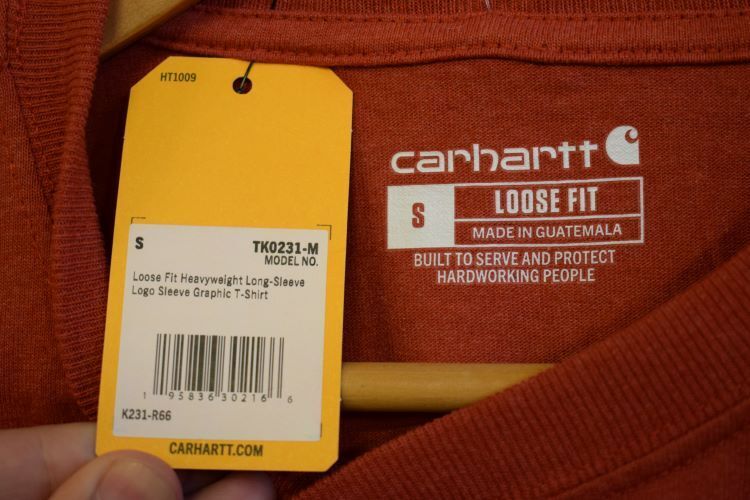 HT1009
S
TK0231-M
MODEL NO.
Loose Fit Heavyweight Long-Sleeve
Logo Sleeve Graphic T-Shirt
1 95836 30216 6
K231-R66
CARHARTT.COM
carhartt
S
LOOSE FIT
MADE IN GUATEMALA
BUILT TO SERVE AND PROTECT
HARDWORKING PEOPLE